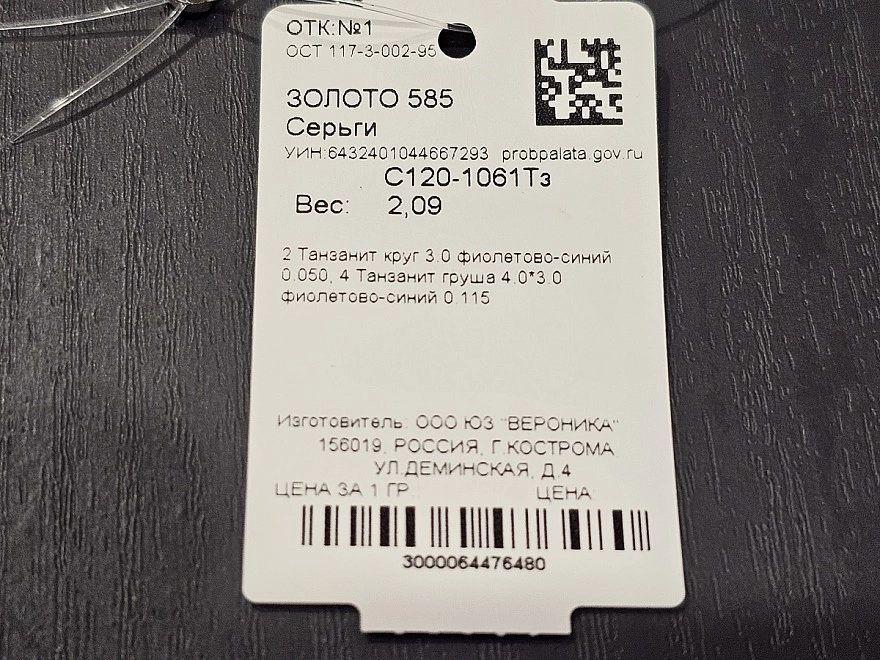 ОТК:№1
ОСТ 117-3-002-95
ЗОЛОТО 585
Серьги
УИН:6432401044667293 probpalata.gov.ru
С120-1061Тз
Вес: 2,09
2 Танзанит круг 3.0 фиолетово-синий
0.050, 4 Танзанит груша 4.0*3.0
фиолетово-синий 0.115
Изготовитель: ООО ЮЗ "ВЕРОНИКА"
156019, РОССИЯ, Г.КОСТРОМА,
УЛ.ДЕМИНСКАЯ, Д.4
ЦЕНА ЗА 1 ГР.: ЦЕНА:
3000064476480